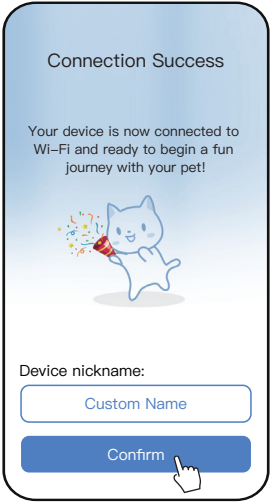 Connection Success
Your device is now connected to
Wi-Fi and ready to begin a fun
journey with your pet!
Device nickname:
Custom Name
Confirm